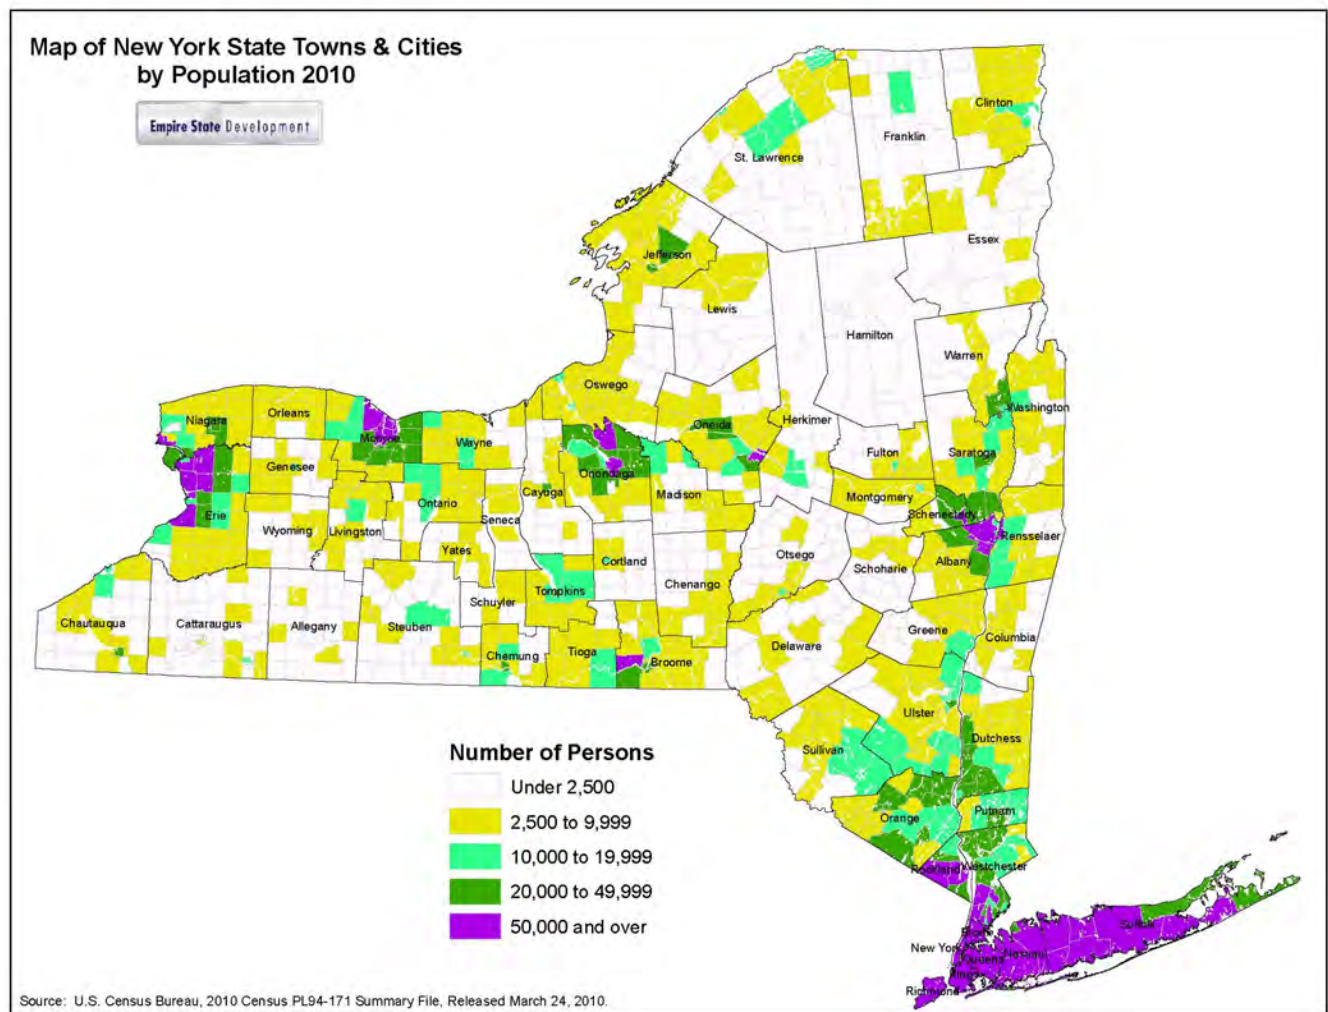 Map of New York State Towns & Cities
by Population 2010
Empire State Development
Clinton
Franklin
St. Lawrence
Essex
Jefferson
Lewis
Hamilton
Warren
Oswego
Niagara
Orleans
Monroe
Wayne
Oneida
Herkimer
Washington
Genesee
Fulton
Saratoga
Onondaga
Ontario
Cayuga
Madison
Montgomery
Seneca
Schenectady
Erie
Wyoming
Livingston
Rensselaer
Yates
Otsego
Albany
Cortland
Schoharie
Tompkins
Chenango
Schuyler
Chautauqua
Cattaraugus
Allegany
Steuben
Greene
Columbia
Chemung
Tioga
Broome
Delaware
Ulster
Sullivan
Dutchess
Number of Persons
Under 2,500
2,500 to 9,999
10,000 to 19,999
20,000 to 49,999
50,000 and over
Putnam
Orange
Rockland
Westchester
Suffolk
Bronx
New York
Queens
Nassau
Kings
Richmond
Source: U.S. Census Bureau, 2010 Census PL94-171 Summary File, Released March 24, 2010.